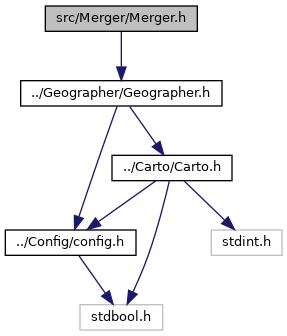 src/Merger/Merger.h
../Geographer/Geographer.h
../Carto/Carto.h
../Config/config.h
stdint.h
stdbool.h